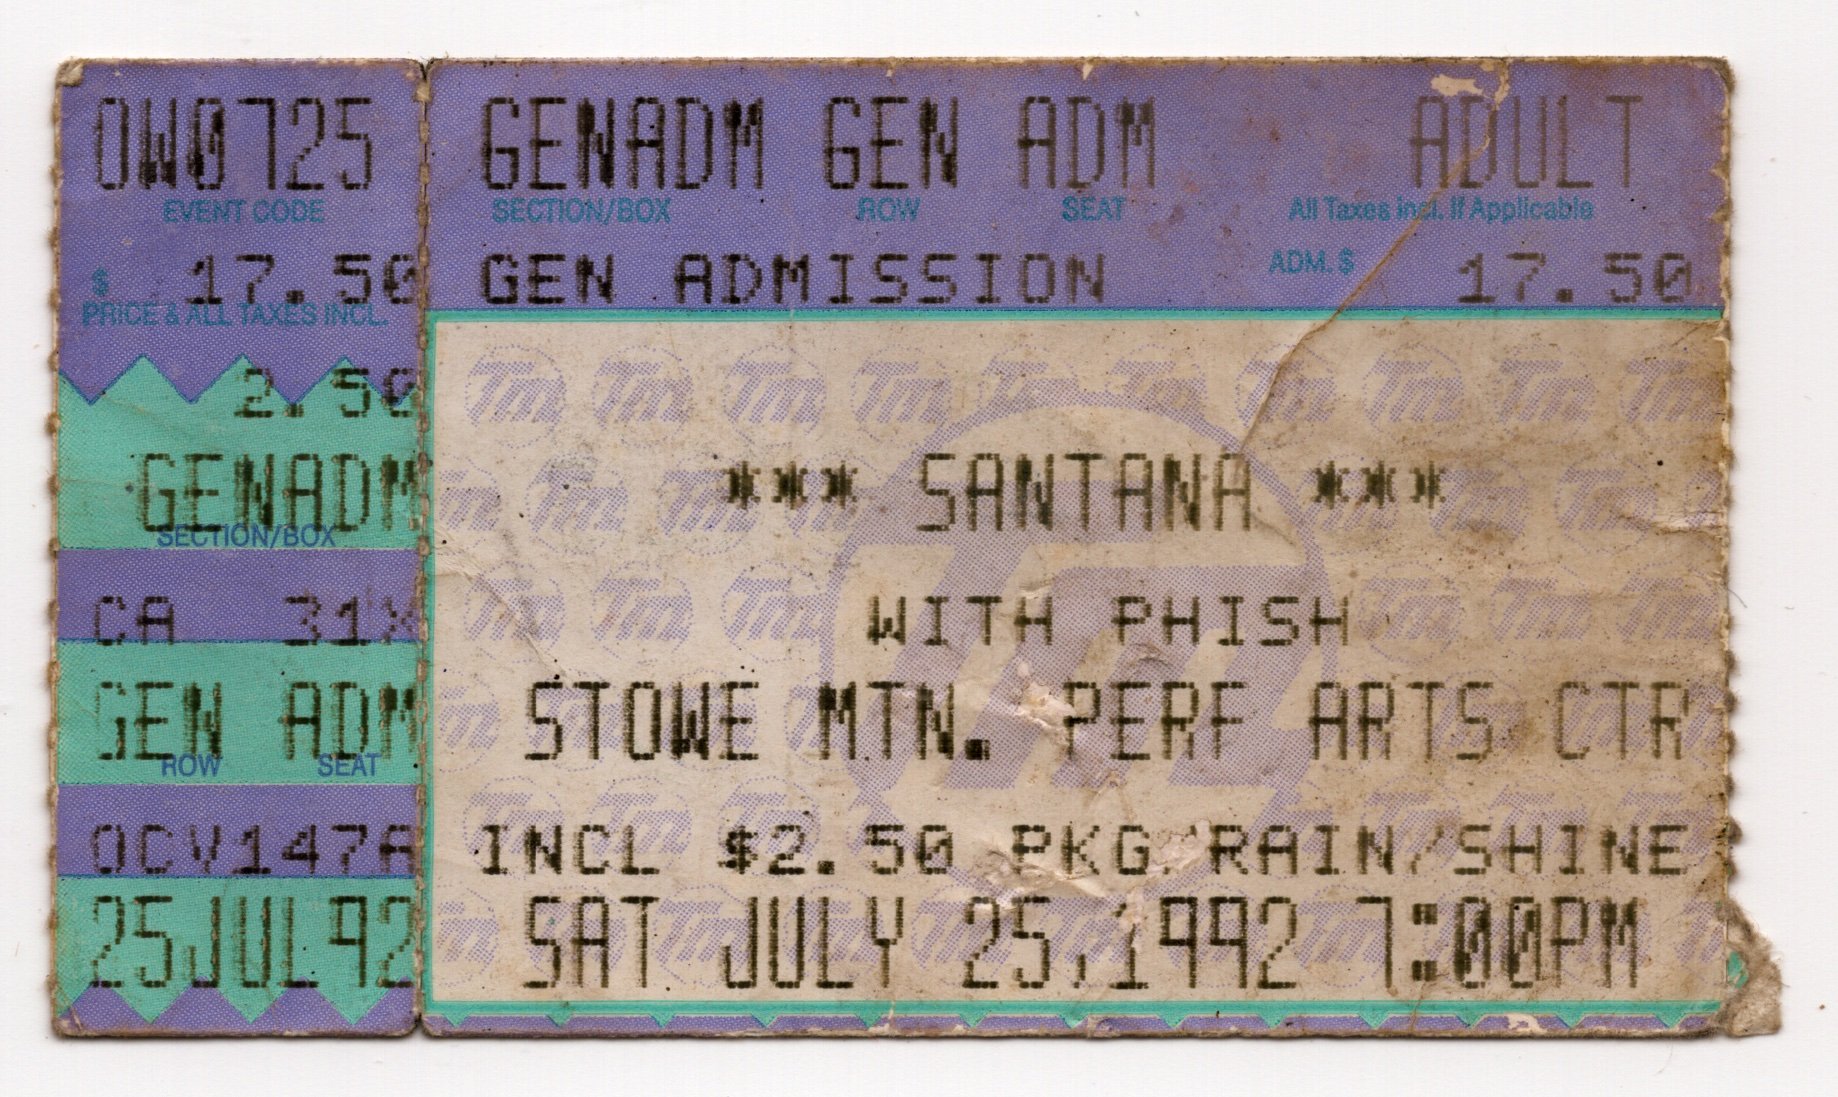 OW0725
EVENT CODE
$ 17.50
PRICE & ALL TAXES INCL.
2.50
GENADM
SECTION/BOX
CA 31X
GEN ADM
ROW SEAT
OCV147A
25JUL92
GENADM GEN ADM ADULT
SECTION/BOX ROW SEAT All Taxes Incl. If Applicable
GEN ADMISSION ADM. $ 17.50
*** SANTANA ***
WITH PHISH
STOWE MTN. PERF ARTS CTR
INCL $2.50 PKG/RAIN/SHINE
SAT JULY 25,1992 7:00PM